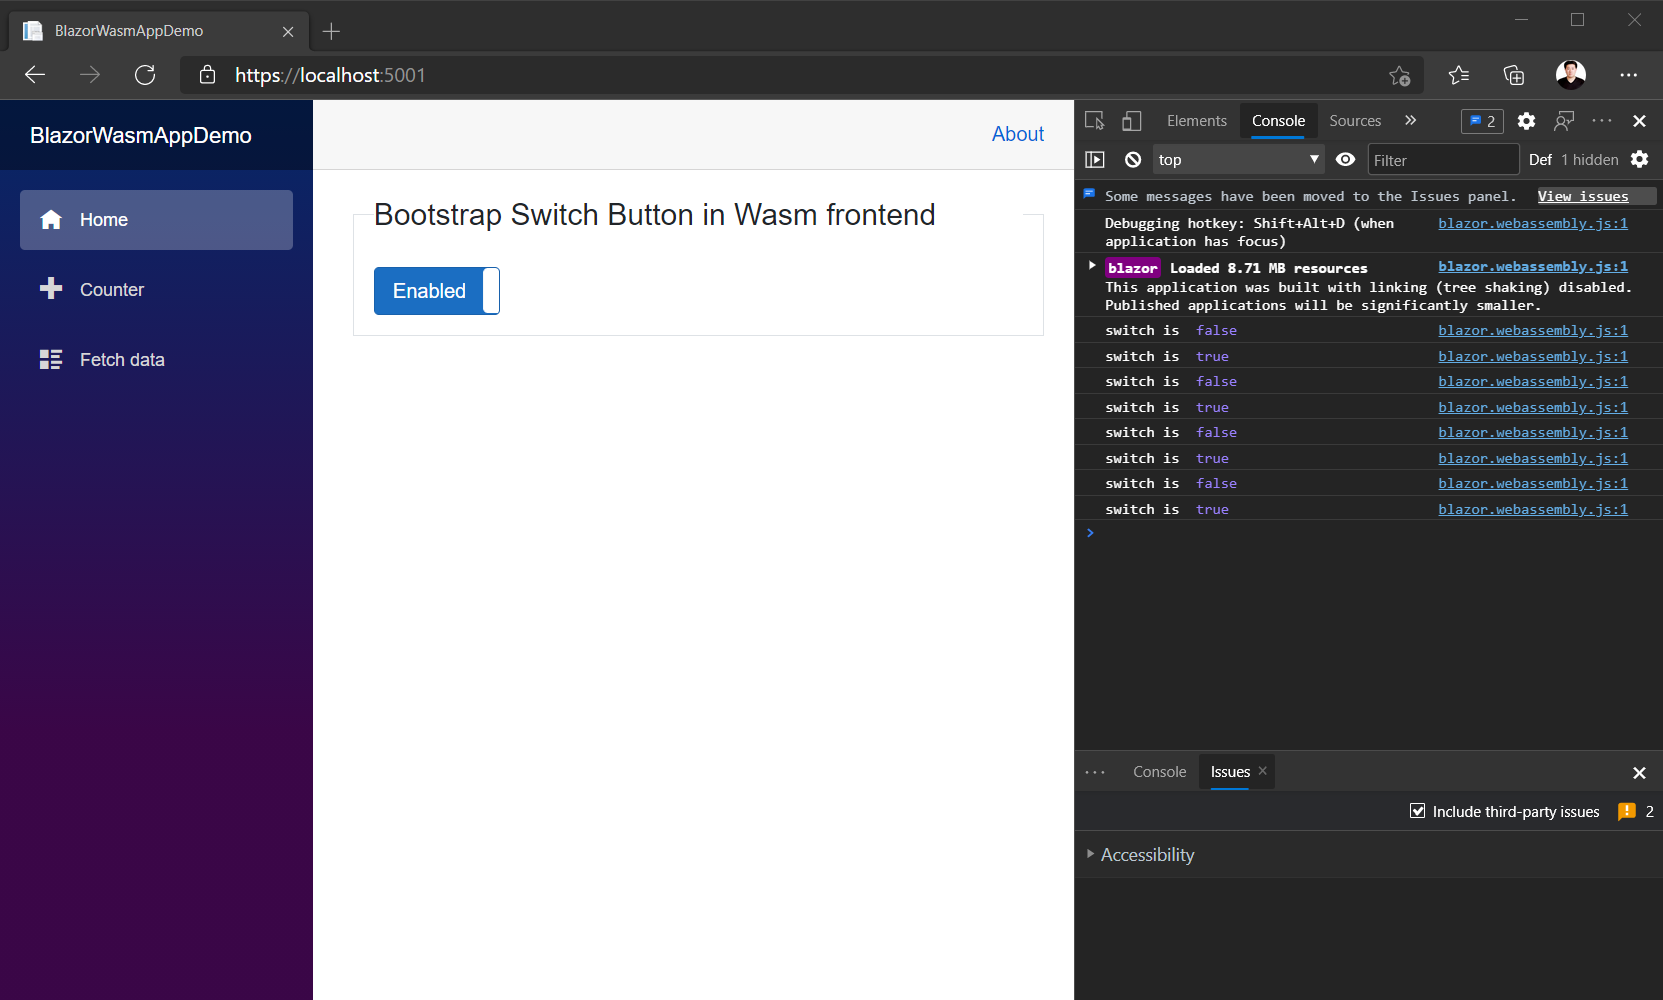 BlazorWasmAppDemo
https://localhost:5001
BlazorWasmAppDemo
Home
Counter
Fetch data
About
Bootstrap Switch Button in Wasm frontend
Enabled
Elements Console Sources 2
top Filter Def 1 hidden
Some messages have been moved to the Issues panel. View issues
Debugging hotkey: Shift+Alt+D (when blazor.webassembly.js:1
application has focus)
blazor Loaded 8.71 MB resources blazor.webassembly.js:1
This application was built with linking (tree shaking) disabled.
Published applications will be significantly smaller.
switch is false blazor.webassembly.js:1
switch is true blazor.webassembly.js:1
switch is false blazor.webassembly.js:1
switch is true blazor.webassembly.js:1
switch is false blazor.webassembly.js:1
switch is true blazor.webassembly.js:1
switch is false blazor.webassembly.js:1
switch is true blazor.webassembly.js:1
Console Issues
Include third-party issues 2
Accessibility